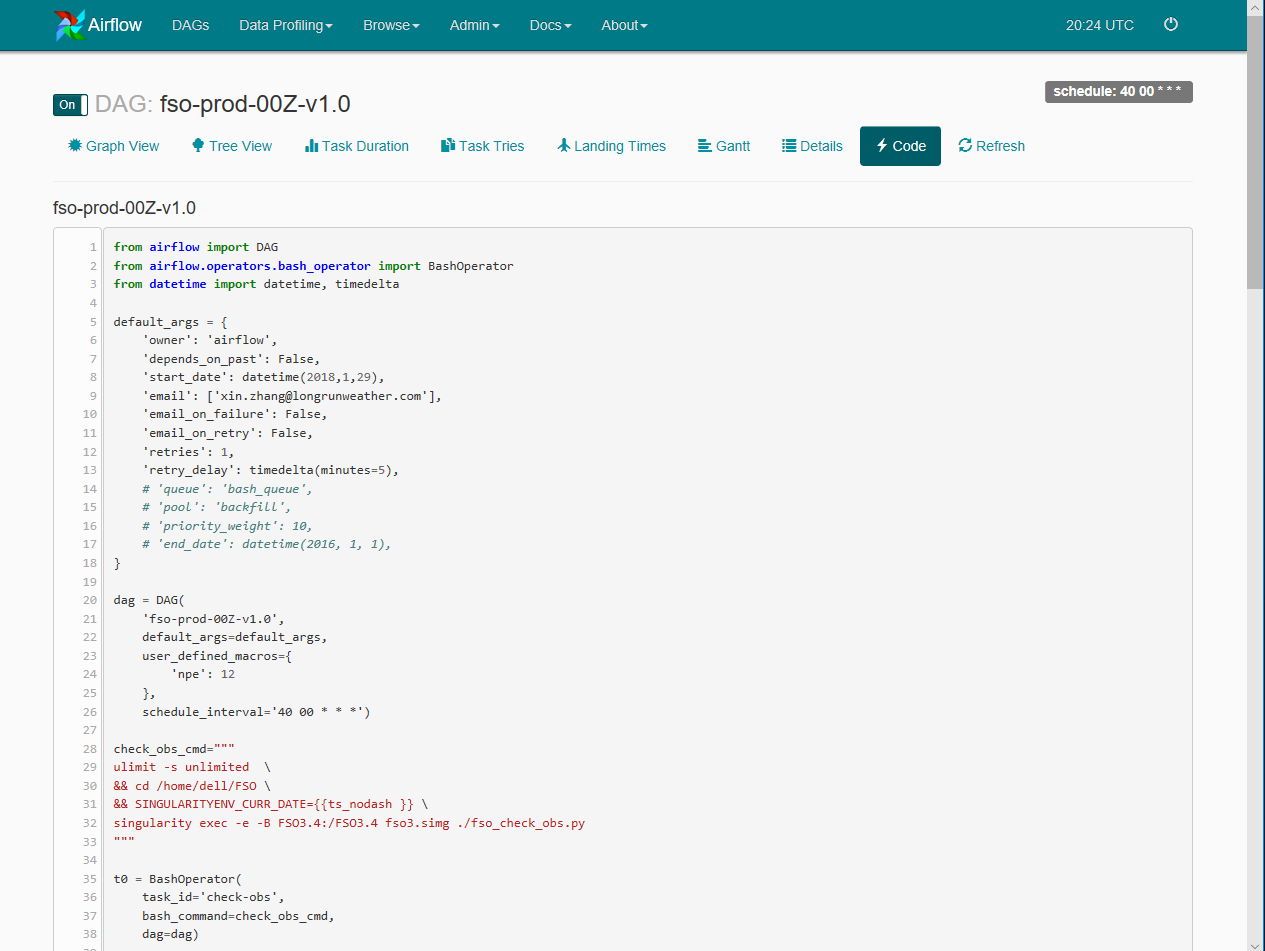 Airflow DAGs Data Profiling Browse Admin Docs About 20:24 UTC
On DAG: fso-prod-00Z-v1.0 schedule: 40 00 * * *
Graph View Tree View Task Duration Task Tries Landing Times Gantt Details Code Refresh
fso-prod-00Z-v1.0
1 from airflow import DAG
2 from airflow.operators.bash_operator import BashOperator
3 from datetime import datetime, timedelta
4
5 default_args = {
6     'owner': 'airflow',
7     'depends_on_past': False,
8     'start_date': datetime(2018,1,29),
9     'email': ['xin.zhang@longrunweather.com'],
10     'email_on_failure': False,
11     'email_on_retry': False,
12     'retries': 1,
13     'retry_delay': timedelta(minutes=5),
14     # 'queue': 'bash_queue',
15     # 'pool': 'backfill',
16     # 'priority_weight': 10,
17     # 'end_date': datetime(2016, 1, 1),
18 }
19
20 dag = DAG(
21     'fso-prod-00Z-v1.0',
22     default_args=default_args,
23     user_defined_macros={
24         'npe': 12
25     },
26     schedule_interval='40 00 * * *')
27
28 check_obs_cmd="""
29 ulimit -s unlimited  \
30 && cd /home/dell/FSO \
31 && SINGULARITYENV_CURR_DATE={{ts_nodash }} \
32 singularity exec -e -B FSO3.4:/FSO3.4 fso3.simg ./fso_check_obs.py
33 """
34
35 t0 = BashOperator(
36     task_id='check-obs',
37     bash_command=check_obs_cmd,
38     dag=dag)